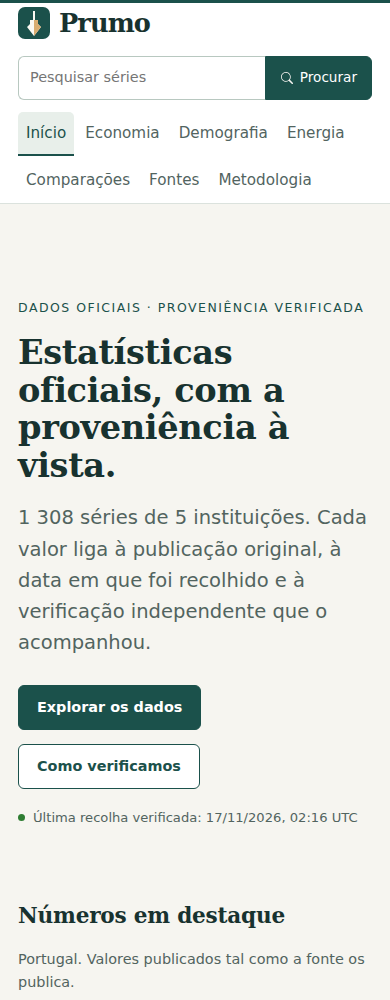 Prumo
Pesquisar séries
Procurar
Início Economia Demografia Energia
Comparações Fontes Metodologia
DADOS OFICIAIS · PROVENIÊNCIA VERIFICADA
Estatísticas
oficiais, com a
proveniência à
vista.
1 308 séries de 5 instituições. Cada
valor liga à publicação original, à
data em que foi recolhido e à
verificação independente que o
acompanhou.
Explorar os dados
Como verificamos
Última recolha verificada: 17/11/2026, 02:16 UTC
Números em destaque
Portugal. Valores publicados tal como a fonte os
publica.